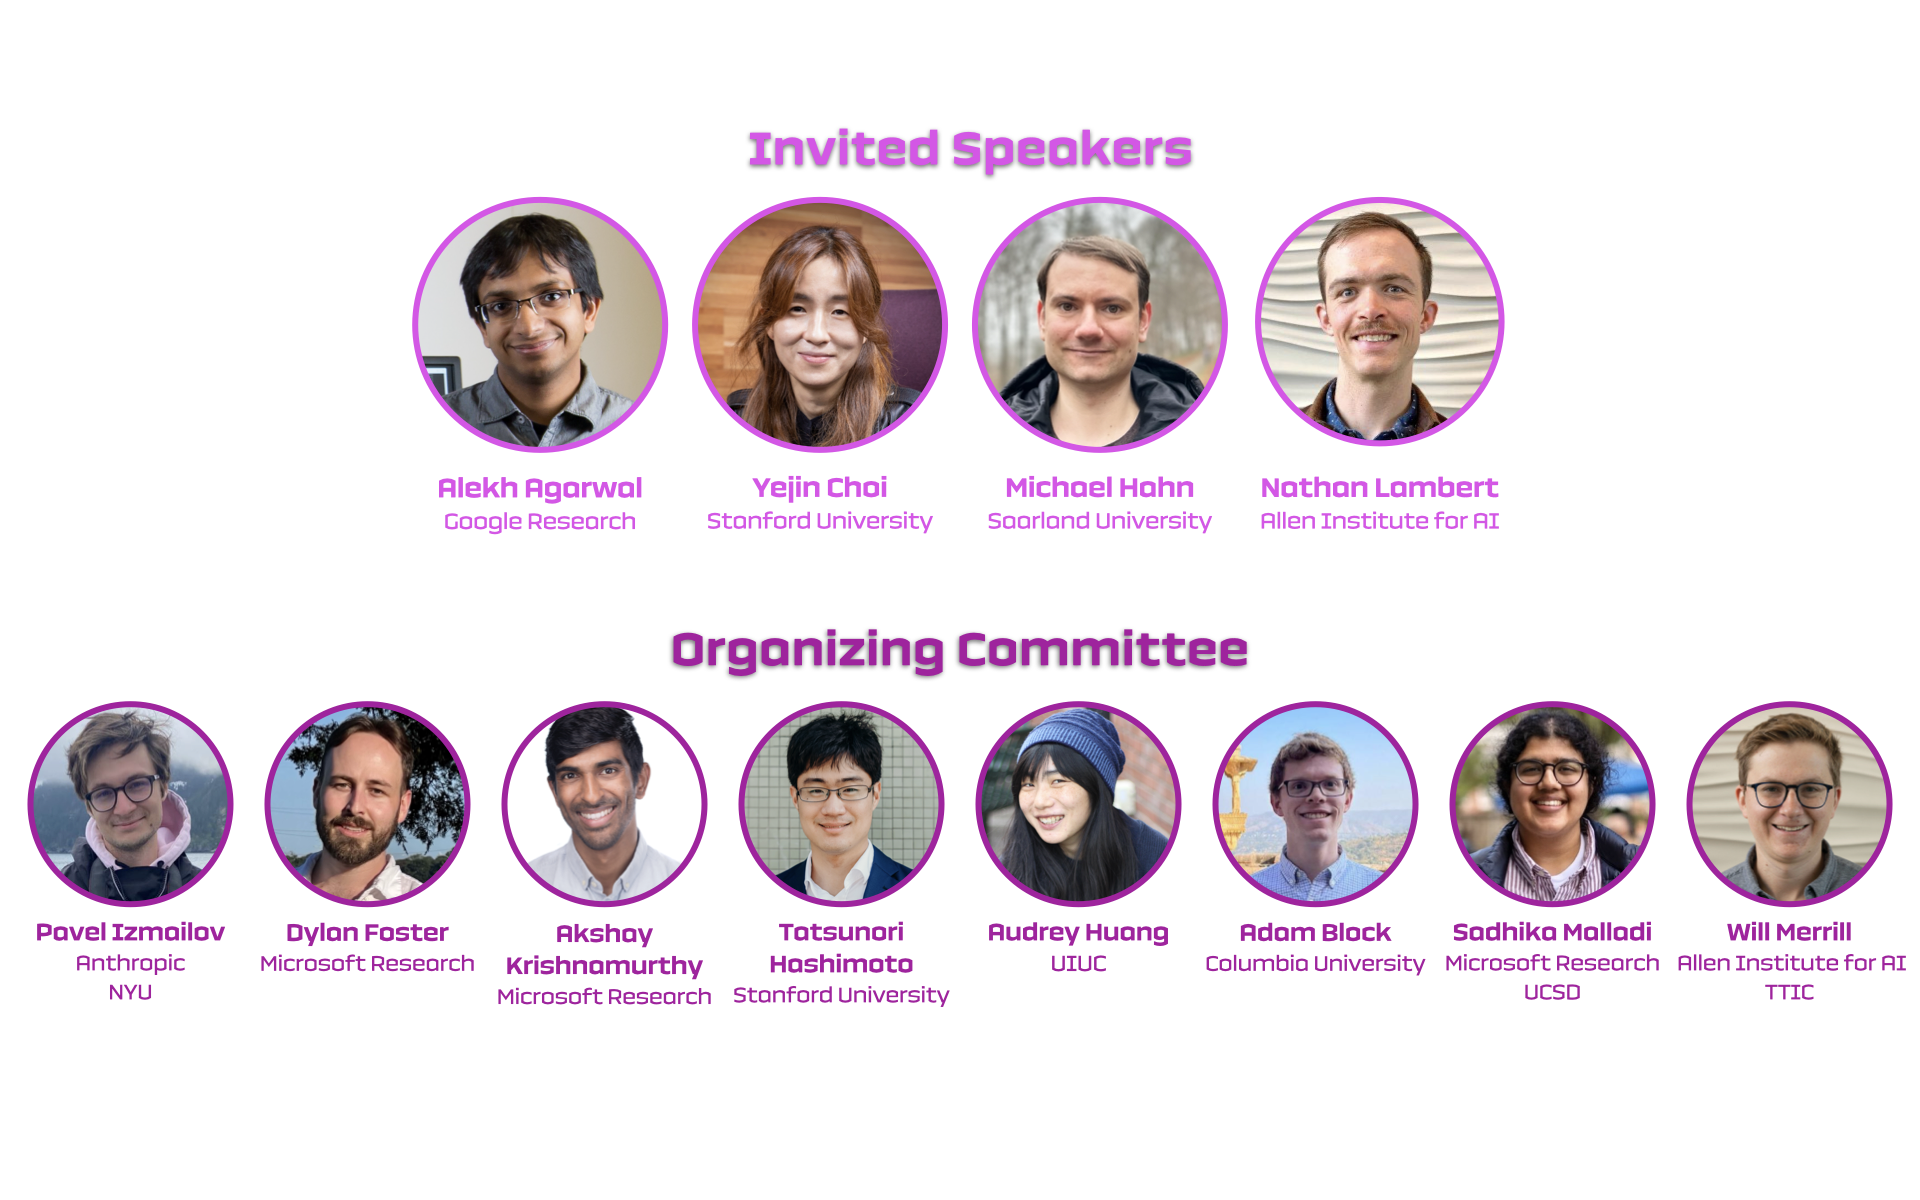 Invited Speakers
Alekh Agarwal
Google Research
Yejin Choi
Stanford University
Michael Hahn
Saarland University
Nathan Lambert
Allen Institute for AI
Organizing Committee
Pavel Izmailov
Anthropic
NYU
Dylan Foster
Microsoft Research
Akshay
Krishnamurthy
Microsoft Research
Tatsunori
Hashimoto
Stanford University
Audrey Huang
UIUC
Adam Block
Columbia University
Sadhika Malladi
Microsoft Research
UCSD
Will Merrill
Allen Institute for AI
TTIC